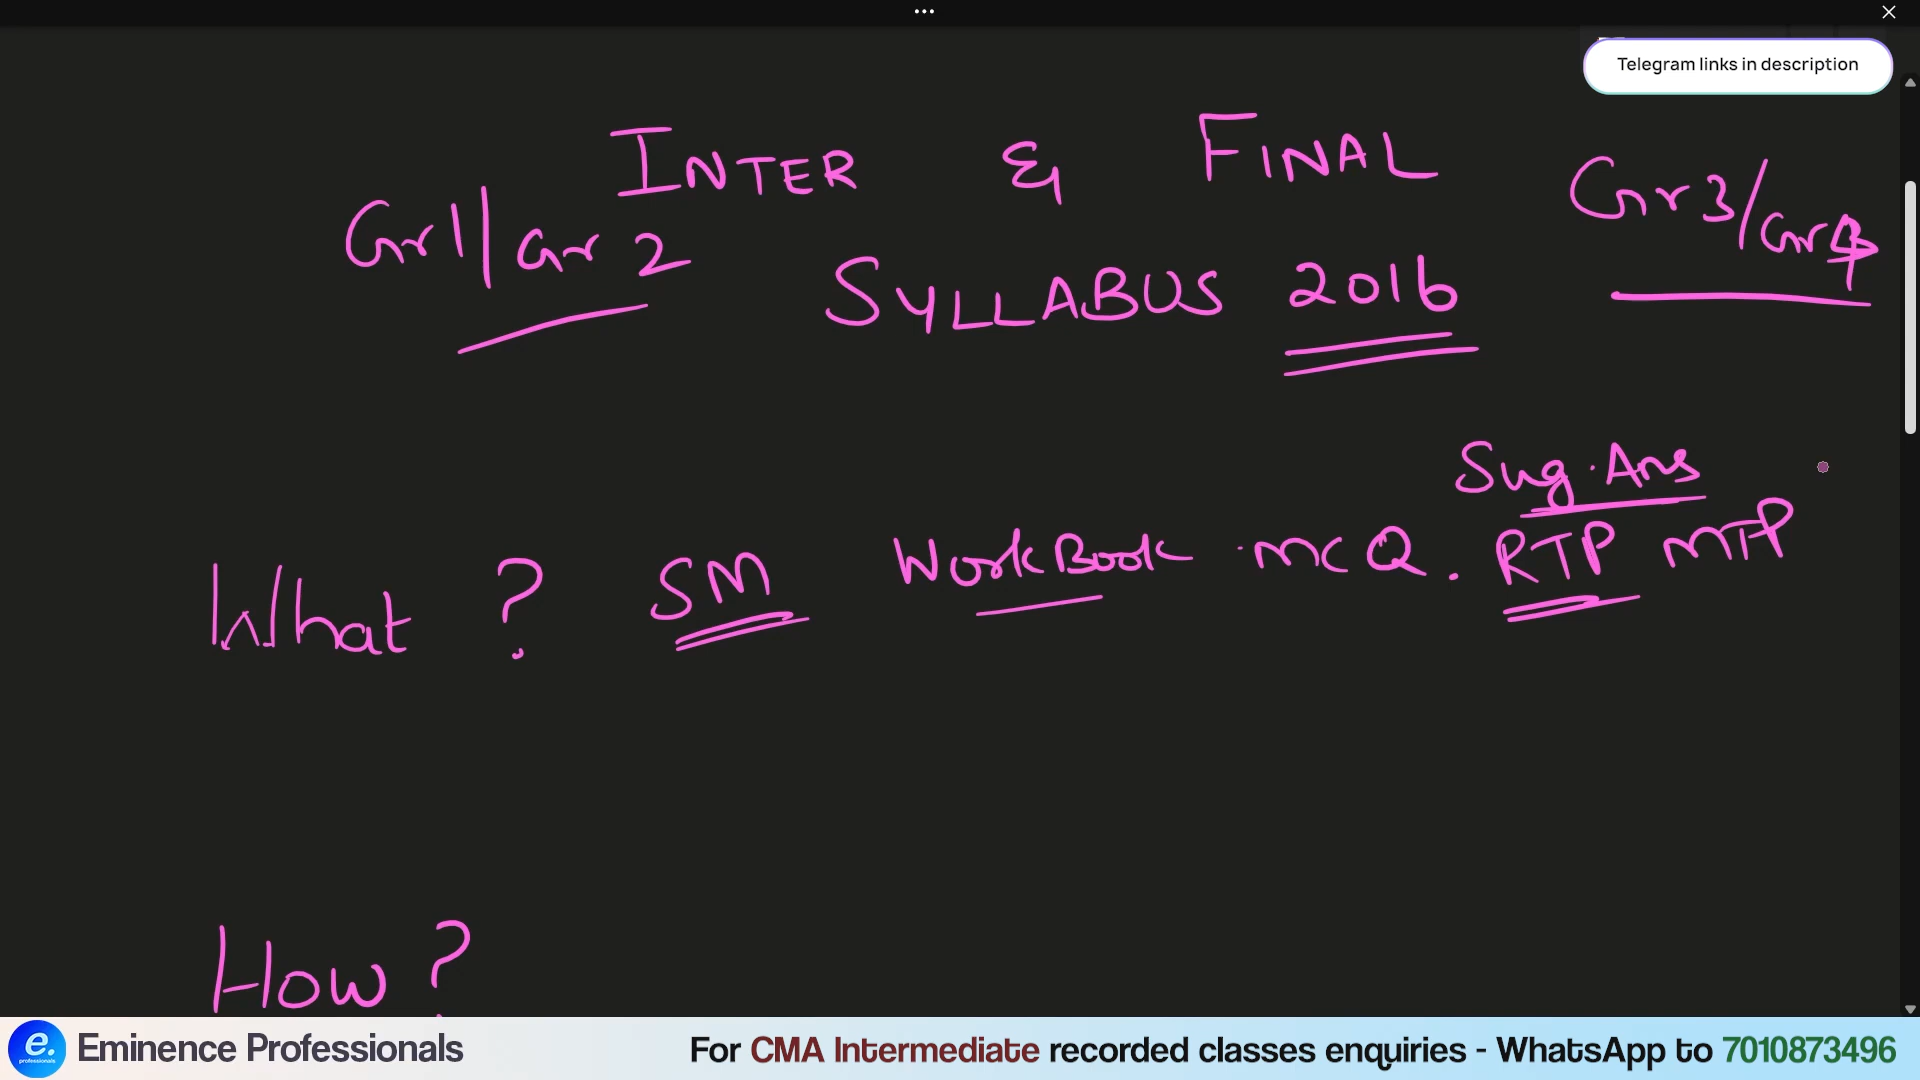 Telegram links in description
INTER & FINAL
Gr1/Gr 2
Gr3/Gr4
SYLLABUS 2016
Sug.Ans
What ? SM WorkBook .MCQ. RTP MTP
How ?
e.
professionals
Eminence Professionals
For CMA Intermediate recorded classes enquiries - WhatsApp to 7010873496